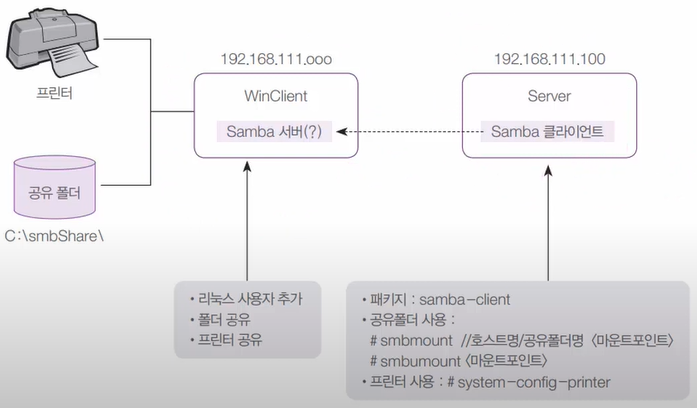 192.168.111.ooo
192.168.111.100
프린터
WinClient
Samba 서버(?)
Server
Samba 클라이언트
공유 폴더
C:\smbShare\
• 리눅스 사용자 추가
• 폴더 공유
• 프린터 공유
• 패키지 : samba-client
• 공유폴더 사용 :
# smbmount //호스트명/공유폴더명 〈마운트포인트〉
# smbumount 〈마운트포인트〉
• 프린터 사용 : # system-config-printer